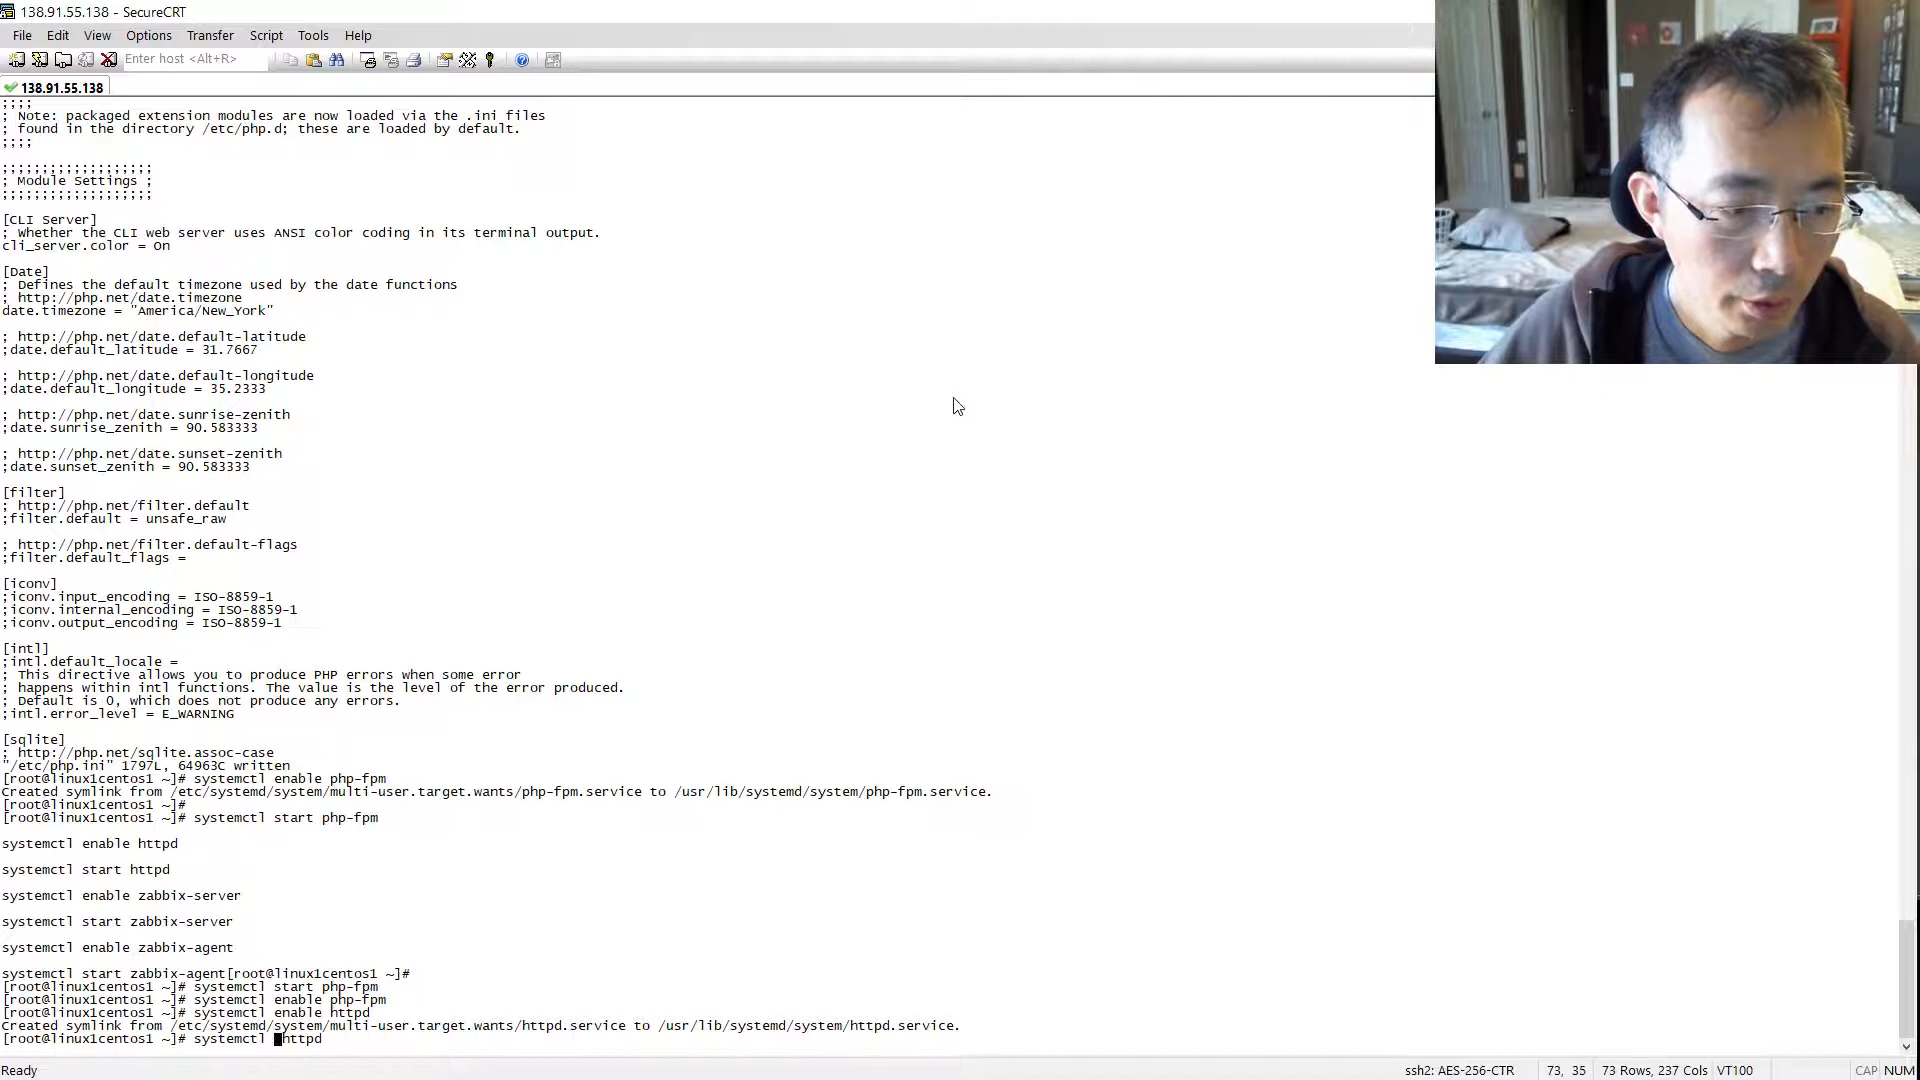 138.91.55.138 - SecureCRT
File Edit View Options Transfer Script Tools Help
Enter host <Alt+R>
138.91.55.138
;;;;
; Note: packaged extension modules are now loaded via the .ini files
; found in the directory /etc/php.d; these are loaded by default.
;;;;
;;;;;;;;;;;;;;;;;;;
; Module Settings ;
;;;;;;;;;;;;;;;;;;;
[CLI Server]
; Whether the CLI web server uses ANSI color coding in its terminal output.
cli_server.color = On
[Date]
; Defines the default timezone used by the date functions
; http://php.net/date.timezone
date.timezone = "America/New_York"
; http://php.net/date.default-latitude
;date.default_latitude = 31.7667
; http://php.net/date.default-longitude
;date.default_longitude = 35.2333
; http://php.net/date.sunrise-zenith
;date.sunrise_zenith = 90.583333
; http://php.net/date.sunset-zenith
;date.sunset_zenith = 90.583333
[filter]
; http://php.net/filter.default
;filter.default = unsafe_raw
; http://php.net/filter.default-flags
;filter.default_flags =
[iconv]
;iconv.input_encoding = ISO-8859-1
;iconv.internal_encoding = ISO-8859-1
;iconv.output_encoding = ISO-8859-1
[intl]
;intl.default_locale =
; This directive allows you to produce PHP errors when some error
; happens within intl functions. The value is the level of the error produced.
; Default is 0, which does not produce any errors.
;intl.error_level = E_WARNING
[sqlite]
; http://php.net/sqlite.assoc-case
"/etc/php.ini" 1797L, 64963C written
[root@linux1centos1 ~]# systemctl enable php-fpm
Created symlink from /etc/systemd/system/multi-user.target.wants/php-fpm.service to /usr/lib/systemd/system/php-fpm.service.
[root@linux1centos1 ~]#
[root@linux1centos1 ~]# systemctl start php-fpm
systemctl enable httpd
systemctl start httpd
systemctl enable zabbix-server
systemctl start zabbix-server
systemctl enable zabbix-agent
systemctl start zabbix-agent[root@linux1centos1 ~]#
[root@linux1centos1 ~]# systemctl start php-fpm
[root@linux1centos1 ~]# systemctl enable php-fpm
[root@linux1centos1 ~]# systemctl enable httpd
Created symlink from /etc/systemd/system/multi-user.target.wants/httpd.service to /usr/lib/systemd/system/httpd.service.
[root@linux1centos1 ~]# systemctl httpd
Ready ssh2: AES-256-CTR 73, 35 73 Rows, 237 Cols VT100 CAP NUM